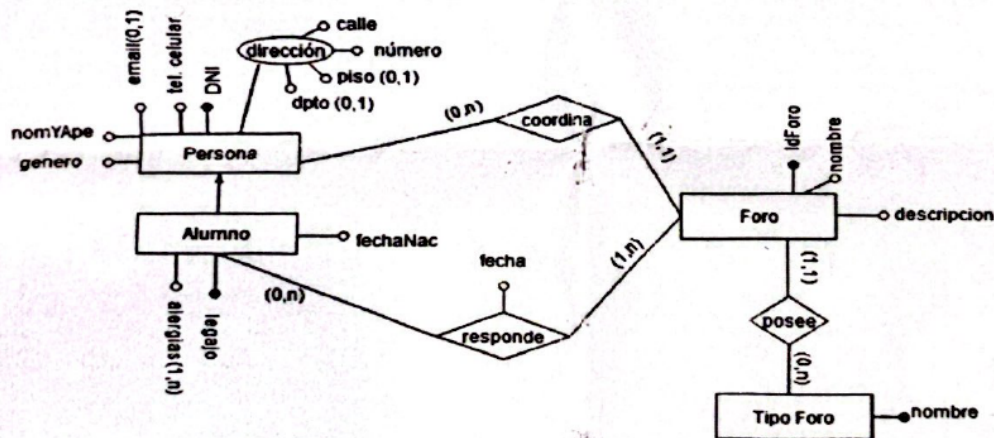 calle
dirección
número
piso (0,1)
dpto (0,1)
email(0,1)
tel. celular
DNI
nomYApe
genero
Persona
(0,n)
coordina
(1,1)
idForo
nombre
Foro
descripcion
Alumno
fechaNac
alergias(1,n)
legajo
(0,n)
fecha
responde
(1,n)
(1,1)
posee
(0,n)
Tipo Foro
nombre